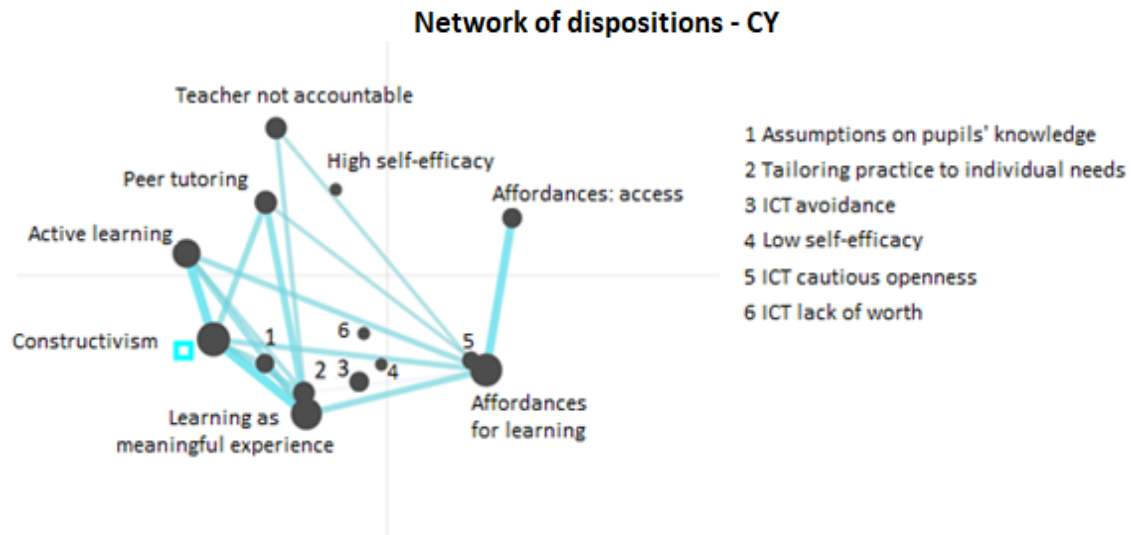 Network of dispositions - CY
Teacher not accountable
High self-efficacy
Peer tutoring
Affordances: access
Active learning
Constructivism
1
2
3
4
5
6
Learning as
meaningful experience
Affordances
for learning
1 Assumptions on pupils' knowledge
2 Tailoring practice to individual needs
3 ICT avoidance
4 Low self-efficacy
5 ICT cautious openness
6 ICT lack of worth